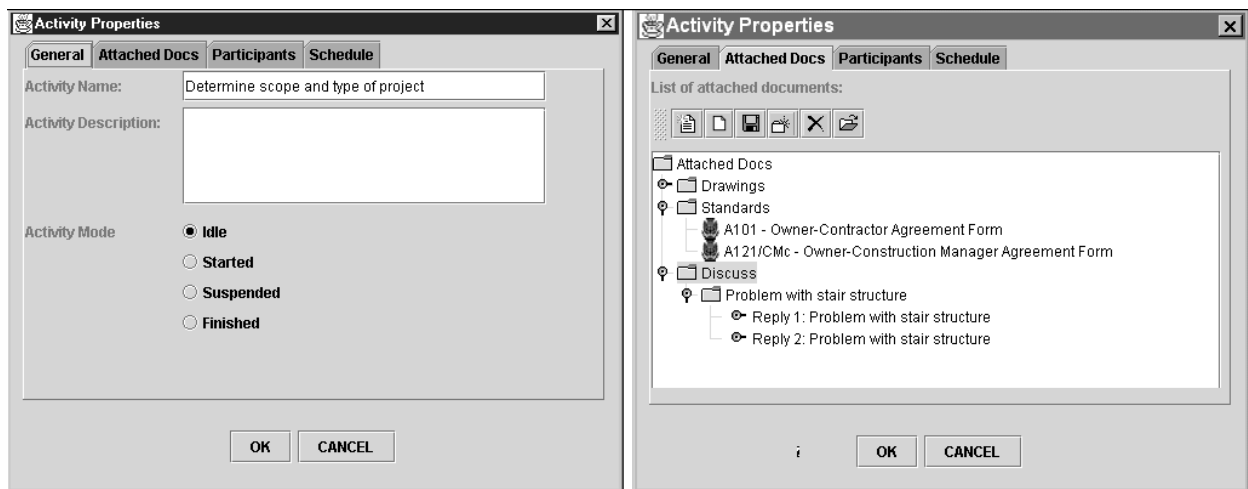 Activity Properties
General Attached Docs Participants Schedule
Activity Name: Determine scope and type of project
Activity Description:
Activity Mode Idle
Started
Suspended
Finished
OK CANCEL
Activity Properties
General Attached Docs Participants Schedule
List of attached documents:
Attached Docs
Drawings
Standards
A101 - Owner-Contractor Agreement Form
A121/CMc - Owner-Construction Manager Agreement Form
Discuss
Problem with stair structure
Reply 1: Problem with stair structure
Reply 2: Problem with stair structure
OK CANCEL